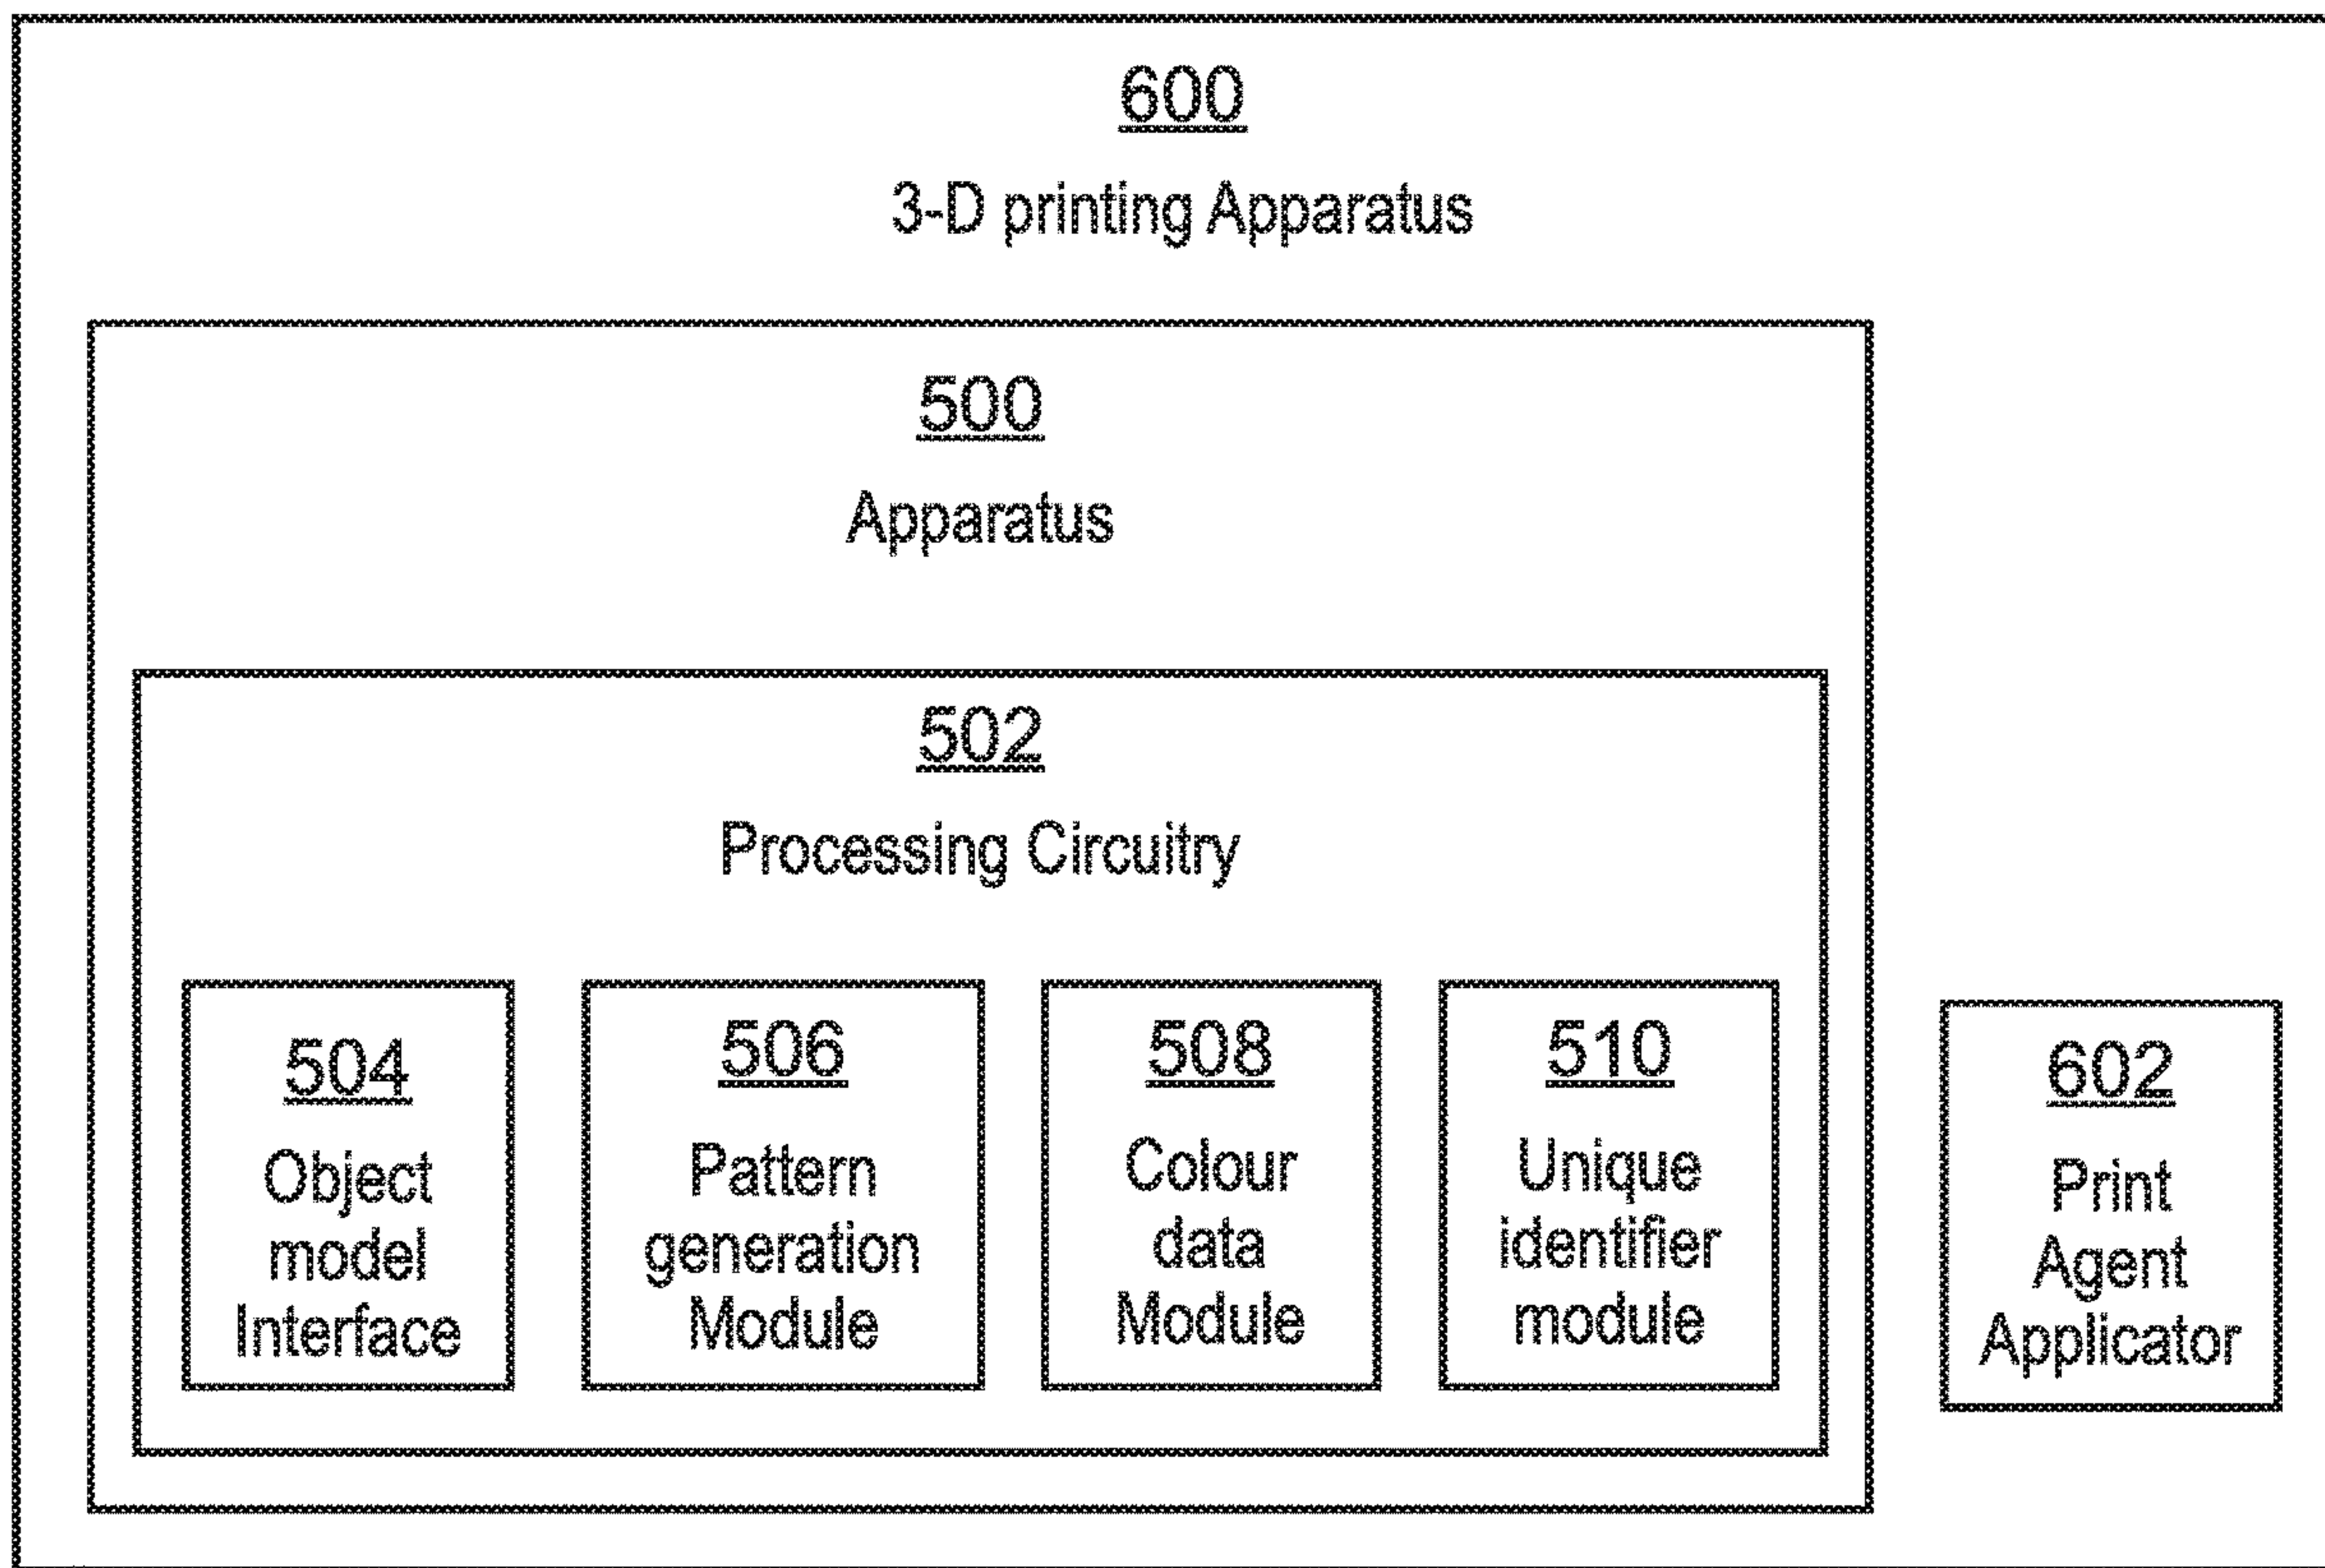 600
3-D printing Apparatus
500
Apparatus
502
Processing Circuitry
504
Object
model
Interface
506
Pattern
generation
Module
508
Colour
data
Module
510
Unique
identifier
module
602
Print
Agent
Applicator